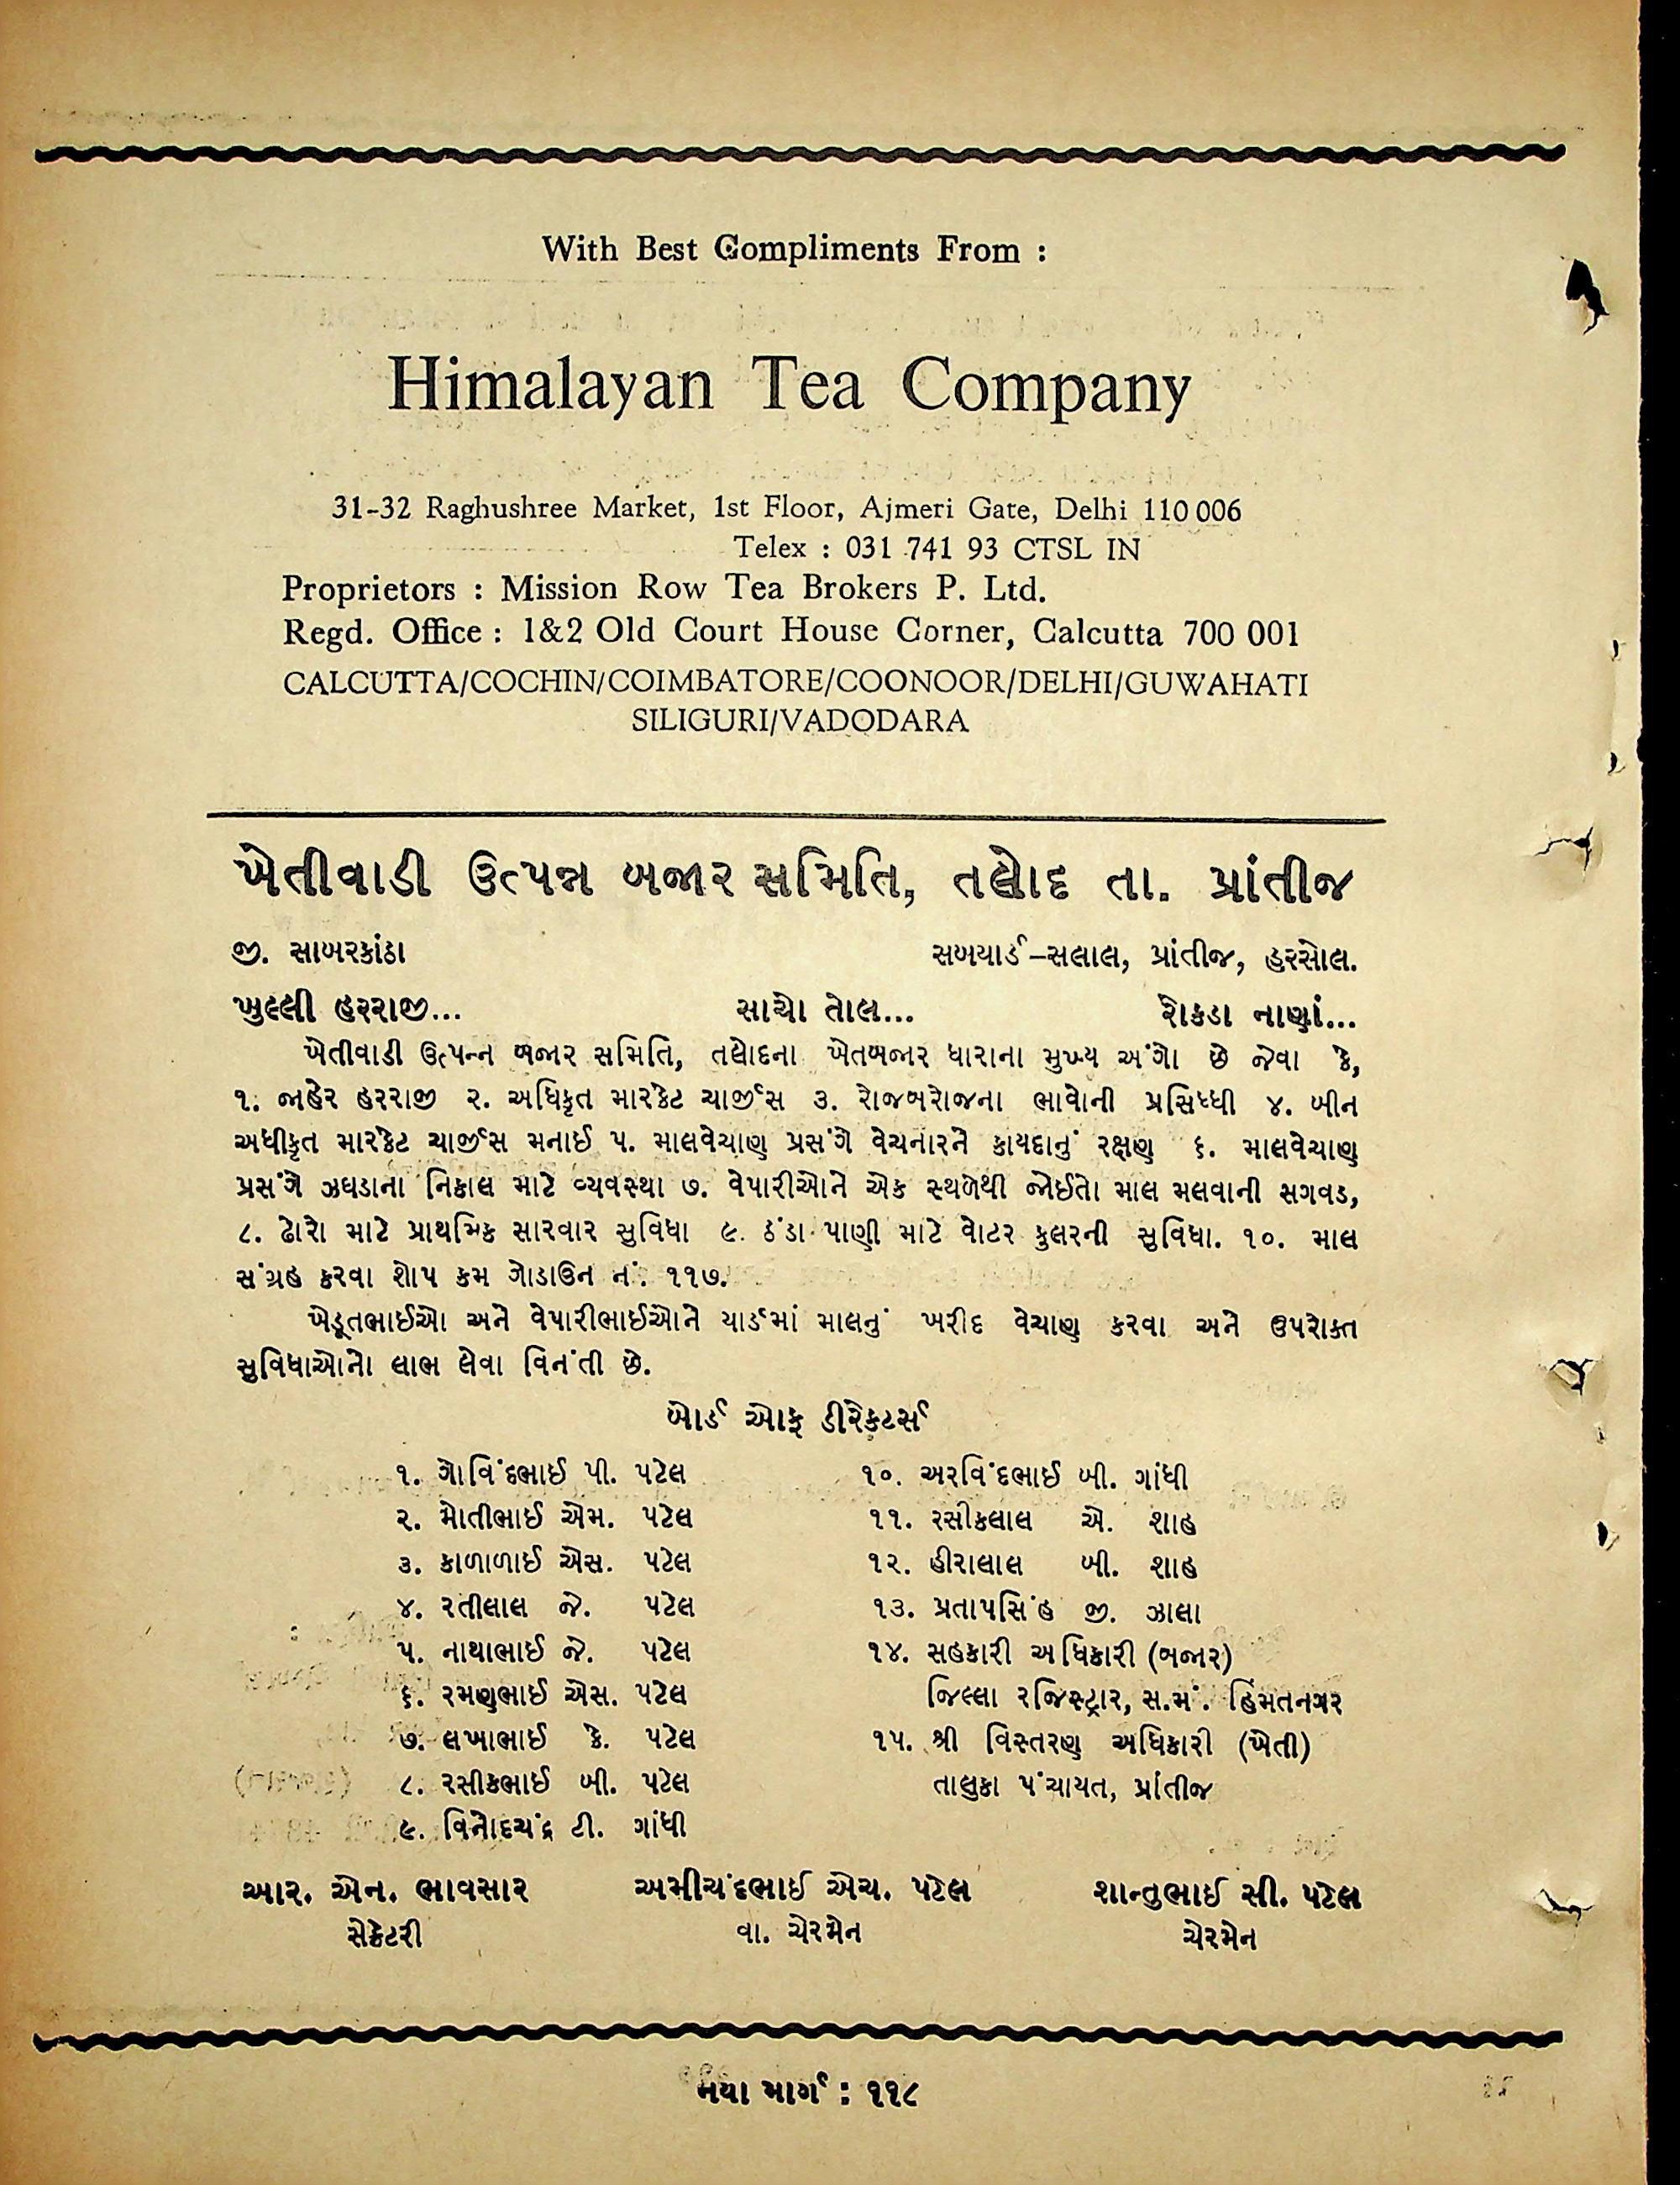 With Best Compliments From :
Himalayan Tea Company
31-32 Raghushree Market, 1st Floor, Ajmeri Gate, Delhi 110 006
Telex : 031 741 93 CTSL IN
Proprietors : Mission Row Tea Brokers P. Ltd.
Regd. Office : 1&2 Old Court House Corner, Calcutta 700 001
CALCUTTA/COCHIN/COIMBATORE/COONOOR/DELHI/GUWAHATI
SILIGURI/VADODARA
ખેતીવાડી ઉત્પન્ન બજાર સમિતિ, તલોદ તા. પ્રાંતીજ
જી. સાબરકાંઠા સબયાર્ડ-સલાલ, પ્રાંતીજ, હરસોલ.
ખુલ્લી હરરાજી... સાચો તોલ... રોકડા નાણાં...
ખેતીવાડી ઉત્પન્ન બજાર સમિતિ, તલોદના ખેતબજાર ધારાના મુખ્ય અંગો છે જેવા કે,
૧. જાહેર હરરાજી ૨. અધિકૃત મારકેટ ચાર્જીસ ૩. રોજબરોજના ભાવોની પ્રસિધ્ધી ૪. બીન
અધીકૃત મારકેટ ચાર્જીસ મનાઈ ૫. માલવેચાણ પ્રસંગે વેચનારને કાયદાનું રક્ષણ ૬. માલવેચાણ
પ્રસંગે ઝઘડાના નિકાલ માટે વ્યવસ્થા ૭. વેપારીઓને એક સ્થળેથી જોઈતો માલ મલવાની સગવડ,
૮. ઢોરો માટે પ્રાથમિક સારવાર સુવિધા ૯. ઠંડા પાણી માટે વોટર કુલરની સુવિધા. ૧૦. માલ
સંગ્રહ કરવા શોપ કમ ગોડાઉન નં. ૧૧૭.
ખેડૂતભાઈઓ અને વેપારીભાઈઓને યાર્ડમાં માલનું ખરીદ વેચાણ કરવા અને ઉપરોક્ત
સુવિધાઓનો લાભ લેવા વિનંતી છે.
બોર્ડ ઓફ ડીરેક્ટર્સ
૧. ગોવિંદભાઈ પી. પટેલ
૨. મોતીભાઈ એમ. પટેલ
૩. કાળાળાઈ એસ. પટેલ
૪. રતીલાલ જે. પટેલ
૫. નાથાભાઈ જે. પટેલ
૬. રમણભાઈ એસ. પટેલ
૭. લખાભાઈ કે. પટેલ
૮. રસીકભાઈ બી. પટેલ
૯. વિનોદચંદ્ર ટી. ગાંધી
૧૦. અરવિંદભાઈ બી. ગાંધી
૧૧. રસીકલાલ એ. શાહ
૧૨. હીરાલાલ બી. શાહ
૧૩. પ્રતાપસિંહ જી. ઝાલા
૧૪. સહકારી અધિકારી (બજાર)
જિલ્લા રજિસ્ટ્રાર, સ.મં. હિંમતનગર
૧૫. શ્રી વિસ્તરણ અધિકારી (ખેતી)
તાલુકા પંચાયત, પ્રાંતીજ
આર. એન. ભાવસાર અમીચંદભાઈ એચ. પટેલ શાન્તુભાઈ સી. પટેલ
સેક્રેટરી વા. ચેરમેન ચેરમેન
નયા માર્ગ : ૧૧૮